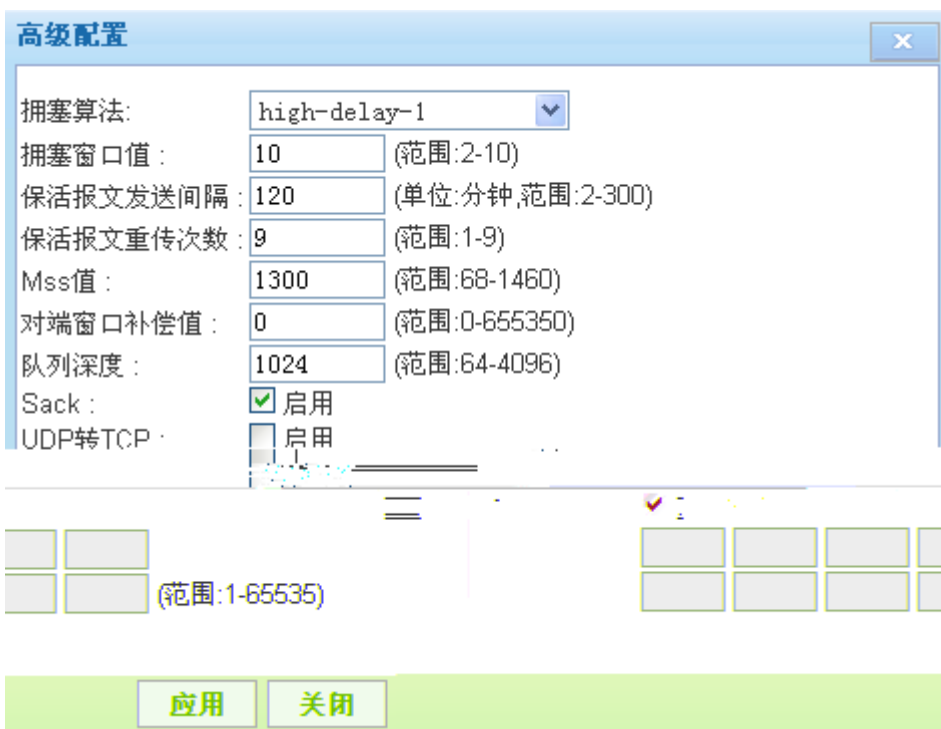 高级配置
拥塞算法: high-delay-1
拥塞窗口值 : 10 (范围:2-10)
保活报文发送间隔 : 120 (单位:分钟,范围:2-300)
保活报文重传次数 : 9 (范围:1-9)
Mss值 : 1300 (范围:68-1460)
对端窗口补偿值 : 0 (范围:0-655350)
队列深度 : 1024 (范围:64-4096)
Sack : 启用
UDP转TCP : 启用
(范围:1-65535)
应用 关闭